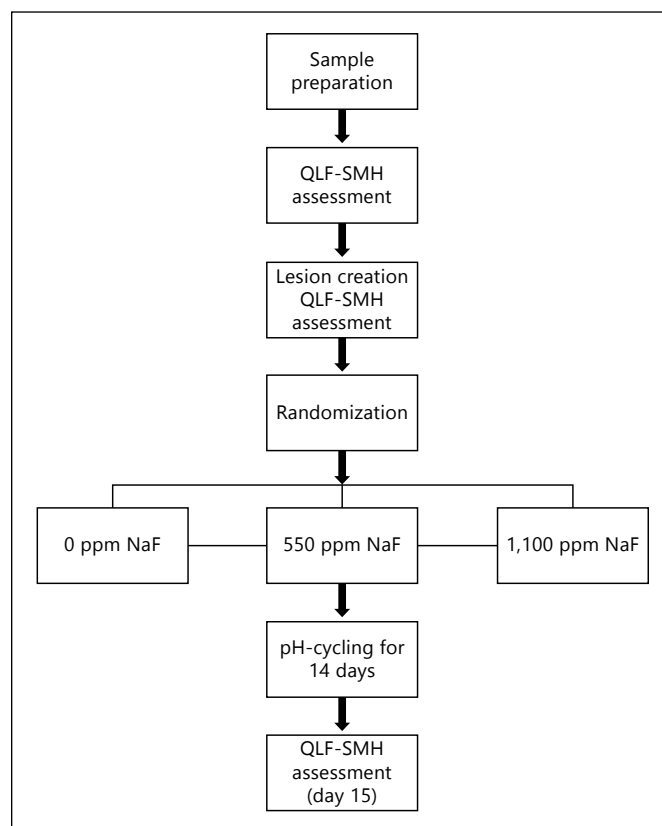 Sample
preparation
QLF-SMH
assessment
Lesion creation
QLF-SMH
assessment
Randomization
0 ppm NaF
550 ppm NaF
1,100 ppm NaF
pH-cycling for
14 days
QLF-SMH
assessment
(day 15)